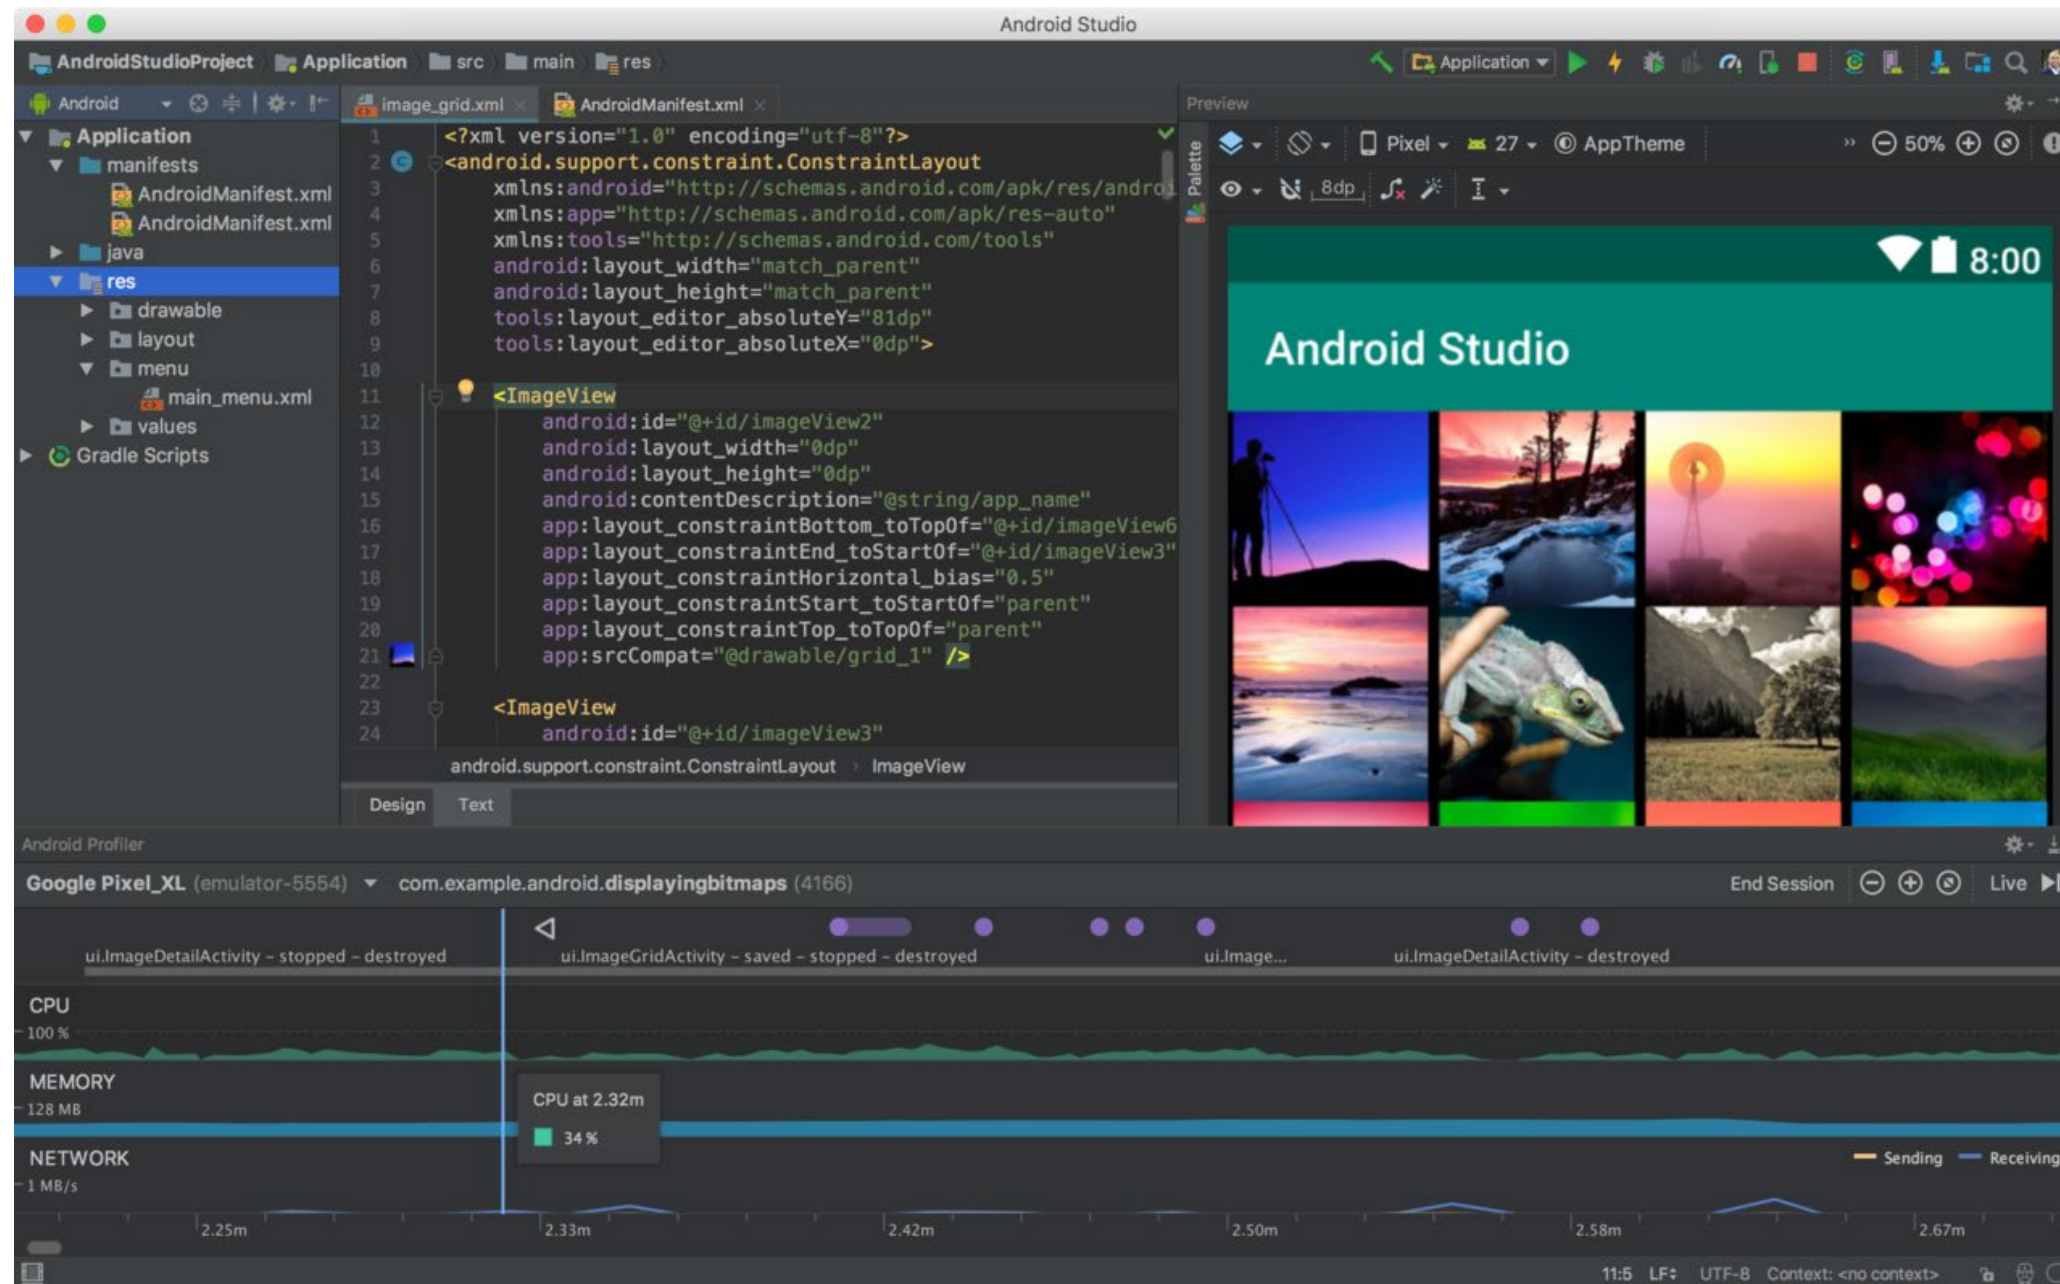 Android Studio
AndroidStudioProject Application src main res
Application
Android
image_grid.xml AndroidManifest.xml
Preview
Application
manifests
AndroidManifest.xml
AndroidManifest.xml
java
res
drawable
layout
menu
main_menu.xml
values
Gradle Scripts
1 <?xml version="1.0" encoding="utf-8"?>
2 <android.support.constraint.ConstraintLayout
3 xmlns:android="http://schemas.android.com/apk/res/androi
4 xmlns:app="http://schemas.android.com/apk/res-auto"
5 xmlns:tools="http://schemas.android.com/tools"
6 android:layout_width="match_parent"
7 android:layout_height="match_parent"
8 tools:layout_editor_absoluteY="81dp"
9 tools:layout_editor_absoluteX="0dp">
10
11 <ImageView
12 android:id="@+id/imageView2"
13 android:layout_width="0dp"
14 android:layout_height="0dp"
15 android:contentDescription="@string/app_name"
16 app:layout_constraintBottom_toTopOf="@+id/imageView6
17 app:layout_constraintEnd_toStartOf="@+id/imageView3"
18 app:layout_constraintHorizontal_bias="0.5"
19 app:layout_constraintStart_toStartOf="parent"
20 app:layout_constraintTop_toTopOf="parent"
21 app:srcCompat="@drawable/grid_1" />
22
23 <ImageView
24 android:id="@+id/imageView3"
android.support.constraint.ConstraintLayout ImageView
Design Text
Palette
Pixel 27 AppTheme » 50%
8dp
8:00
Android Studio
Android Profiler
Google Pixel_XL (emulator-5554) com.example.android.displayingbitmaps (4166)
End Session Live
ui.ImageDetailActivity – stopped – destroyed ui.ImageGridActivity – saved – stopped – destroyed ui.Image... ui.ImageDetailActivity – destroyed
CPU
100 %
MEMORY
128 MB
CPU at 2.32m
34 %
NETWORK
Sending Receiving
1 MB/s
2.25m 2.33m 2.42m 2.50m 2.58m 2.67m
11:5 LF UTF-8 Context: <no context>